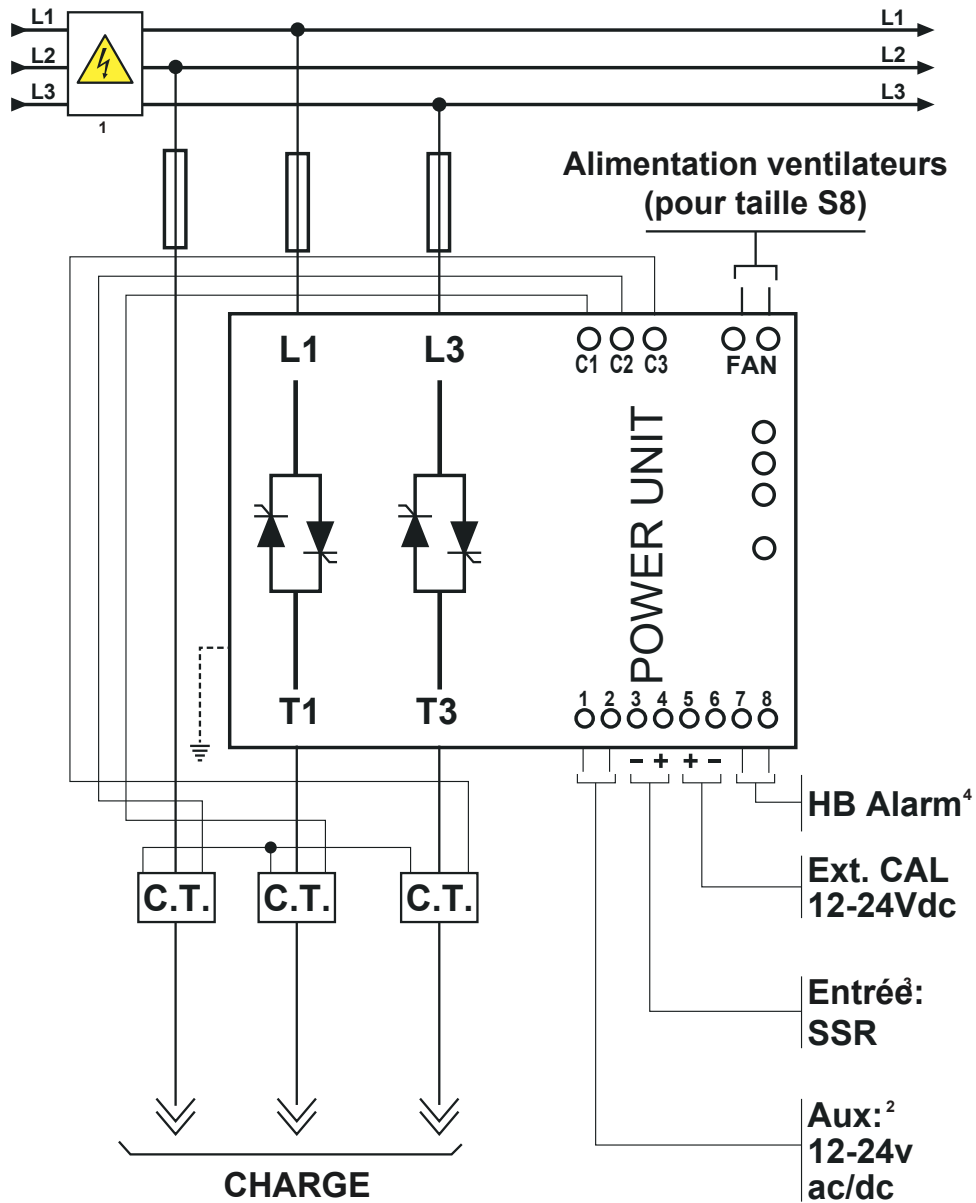 L1
L1
L2
L2
L3
L3
1
Alimentation ventilateurs
(pour taille S8)
L1
L3
C1 C2 C3
FAN
POWER UNIT
T1
T3
1 2 3 4 5 6 7 8
- + + -
HB Alarm⁴
C.T.
C.T.
C.T.
Ext. CAL
12-24Vdc
Entrée³:
SSR
Aux:²
12-24v
ac/dc
CHARGE